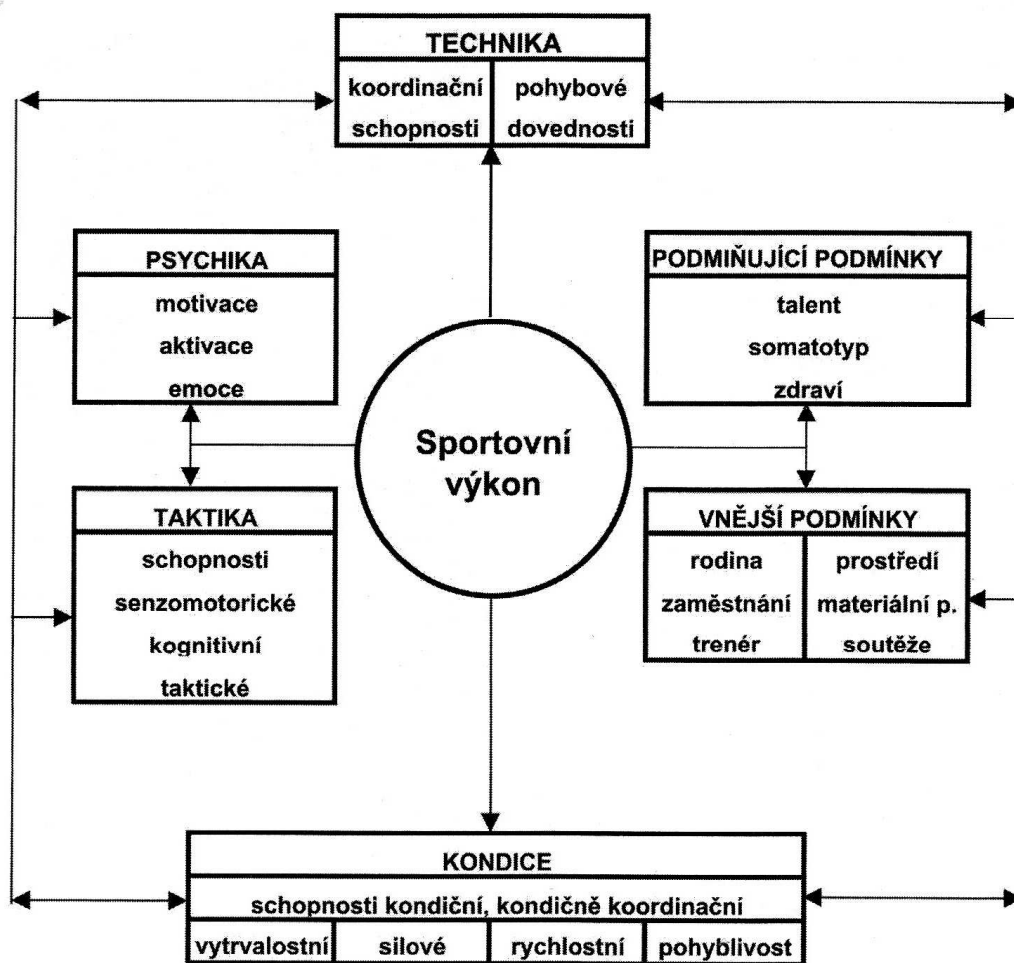 TECHNIKA
koordinační
schopnosti
pohybové
dovednosti
PSYCHIKA
motivace
aktivace
emoce
PODMIŇUJÍCÍ PODMÍNKY
talent
somatotyp
zdraví
Sportovní
výkon
TAKTIKA
schopnosti
senzomotorické
kognitivní
taktické
VNĚJŠÍ PODMÍNKY
rodina
zaměstnání
trenér
prostředí
materiální p.
soutěže
KONDICE
schopnosti kondiční, kondičně koordinační
vytrvalostní
silové
rychlostní
pohyblivost